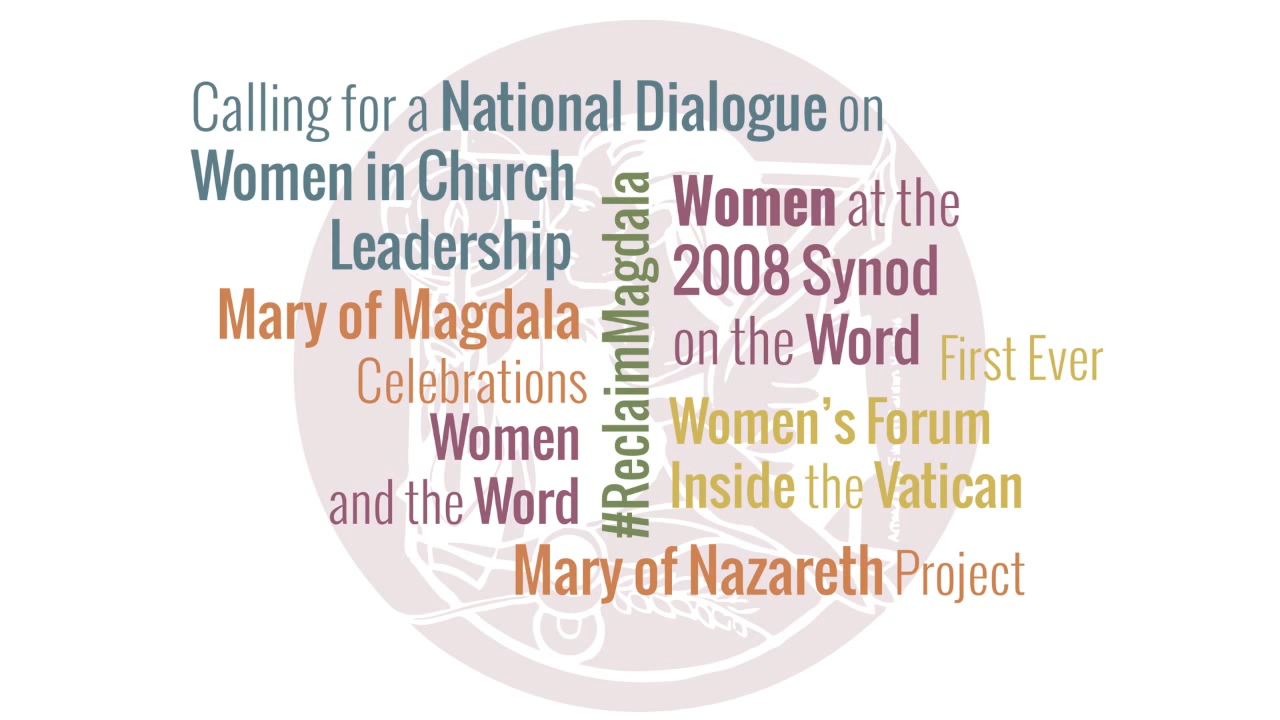 Calling for a National Dialogue on
Women in Church
Leadership
Mary of Magdala
Celebrations
Women
and the Word
#ReclaimMagdala
Women at the
2008 Synod
on the Word
First Ever
Women’s Forum
Inside the Vatican
Mary of Nazareth Project